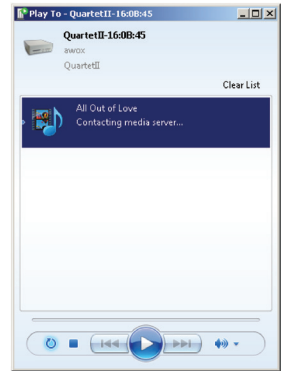 Play To - QuartetII-16:0B:45
QuartetII-16:0B:45
awox
QuartetII
Clear List
All Out of Love
Contacting media server...